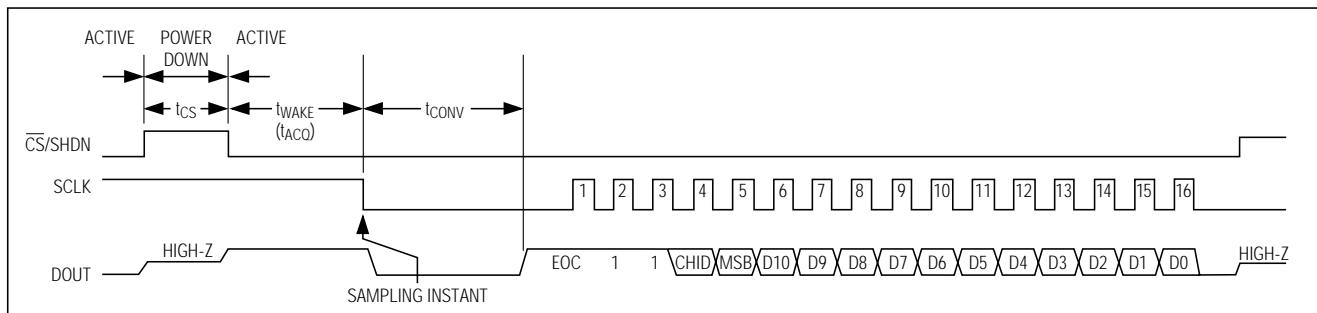 ACTIVE POWER DOWN ACTIVE
tCS tWAKE (tACQ) tCONV
CS/SHDN
SCLK 1 2 3 4 5 6 7 8 9 10 11 12 13 14 15 16
HIGH-Z EOC 1 1 CHID MSB D10 D9 D8 D7 D6 D5 D4 D3 D2 D1 D0 HIGH-Z
DOUT
SAMPLING INSTANT